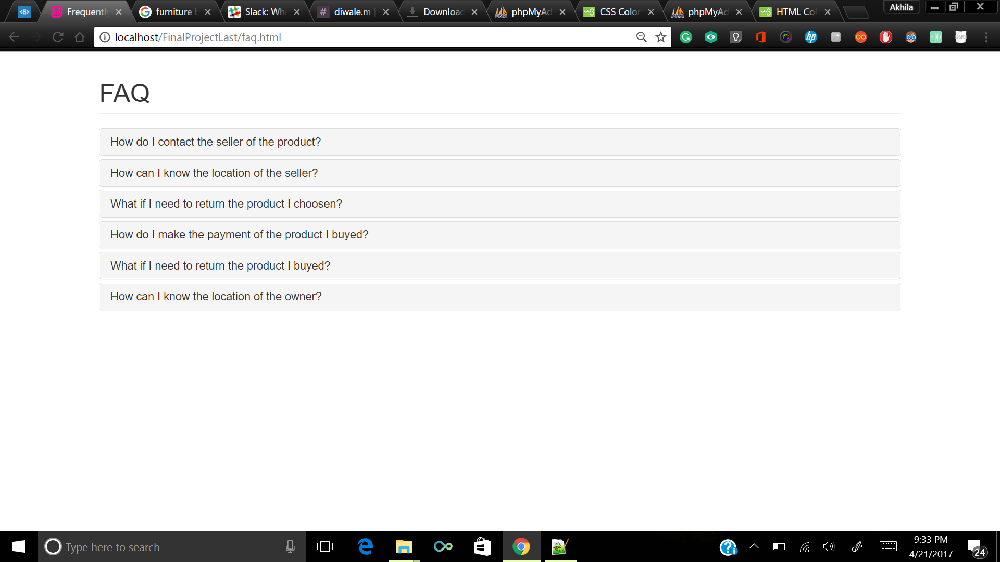 Frequently
furniture
Slack: Wh
# diwale.m
Download
phpMyAd
CSS Color
phpMyAd
HTML Col
Akhila
localhost/FinalProjectLast/faq.html
FAQ
How do I contact the seller of the product?
How can I know the location of the seller?
What if I need to return the product I choosen?
How do I make the payment of the product I buyed?
What if I need to return the product I buyed?
How can I know the location of the owner?
Type here to search
9:33 PM
4/21/2017
24